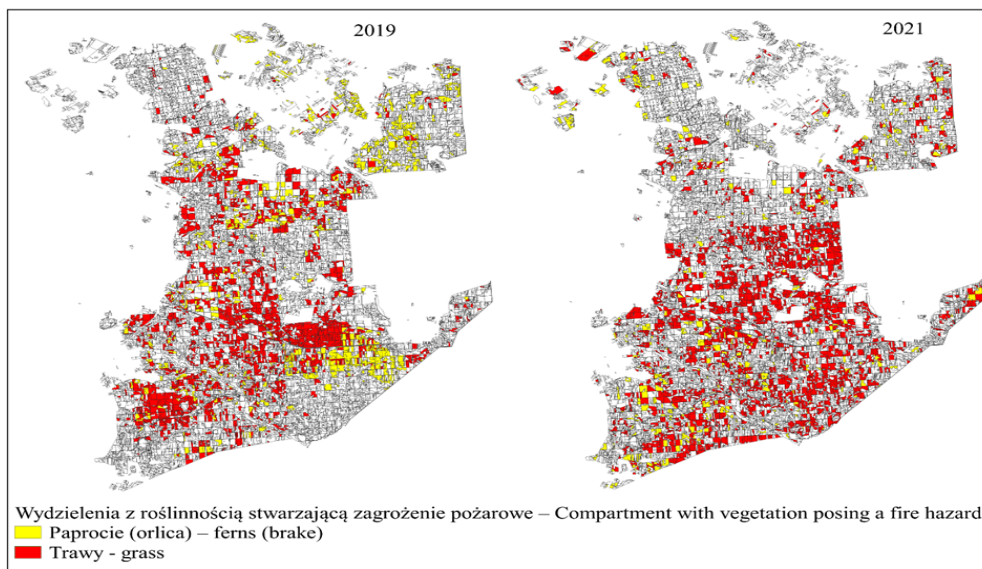 2019
2021
Wydzielenia z roślinnością stwarzającą zagrożenie pożarowe – Compartment with vegetation posing a fire hazard
Paprocie (orlica) – ferns (brake)
Trawy - grass